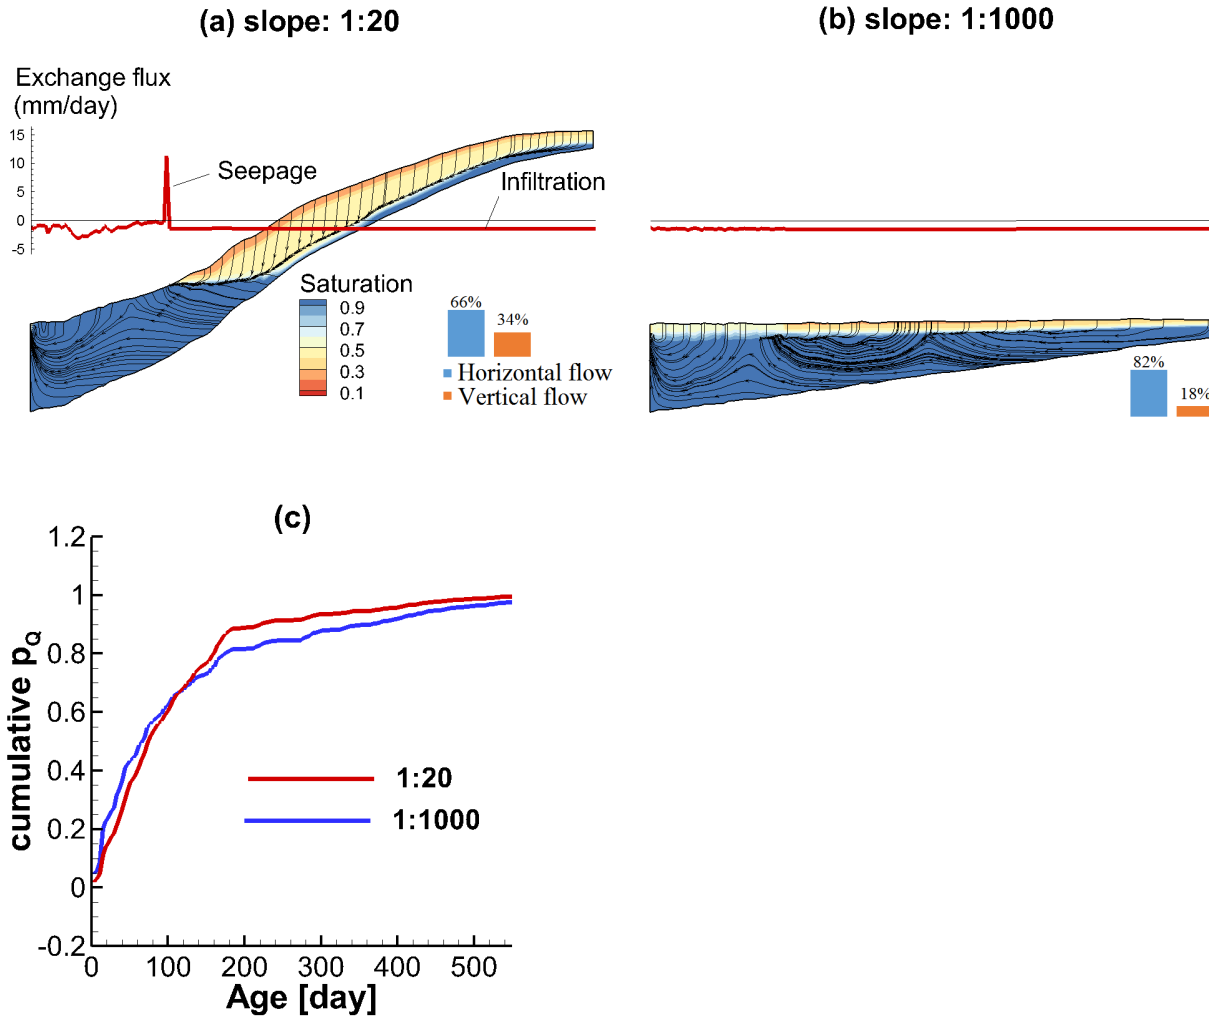 (a) slope: 1:20
(b) slope: 1:1000
Exchange flux
(mm/day)
15
10
5
0
-5
Seepage
Infiltration
Saturation
0.9
0.7
0.5
0.3
0.1
66%
34%
Horizontal flow
Vertical flow
82%
18%
(c)
1.2
1
0.8
0.6
0.4
0.2
0
-0.2
cumulative pQ
1:20
1:1000
0 100 200 300 400 500
Age [day]